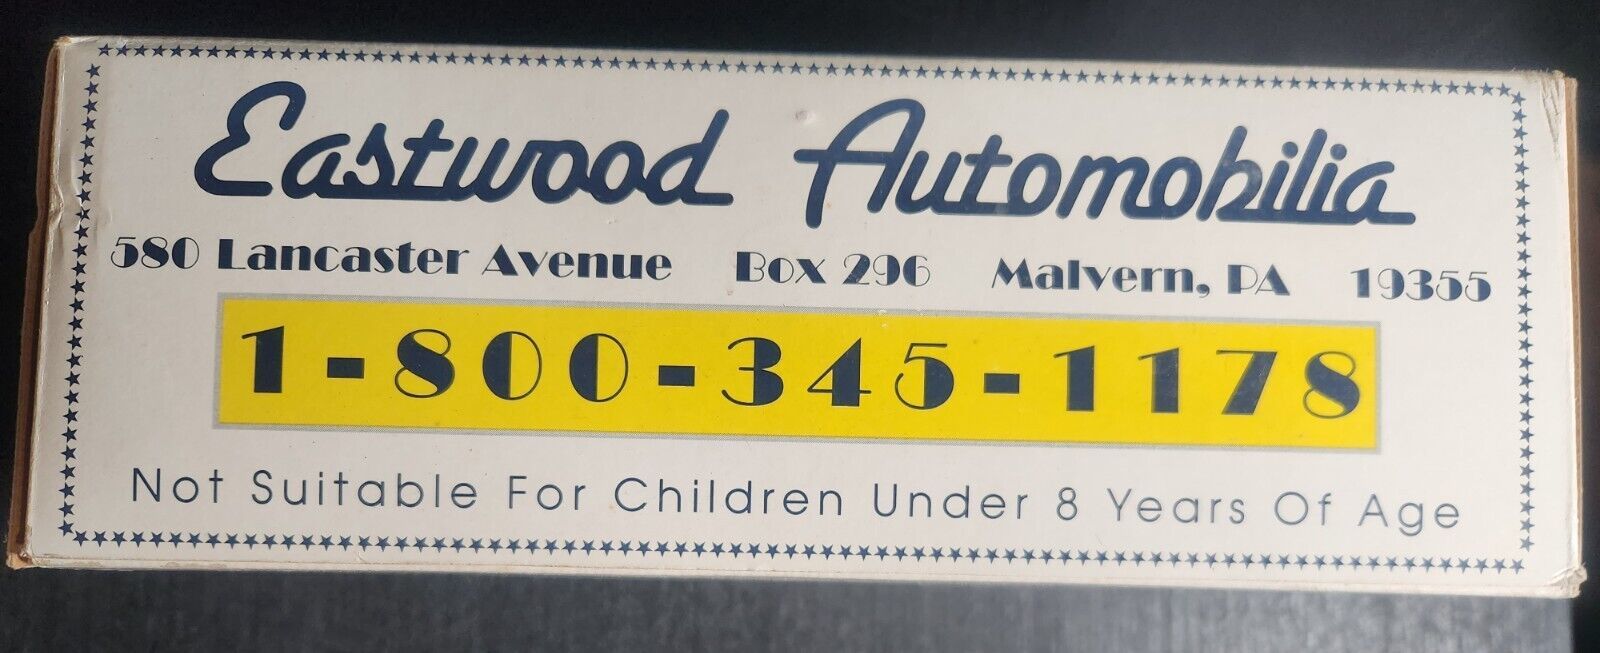 Eastwood Automobilia
580 Lancaster Avenue Box 296 Malvern, PA 19355
1-800-345-1178
Not Suitable For Children Under 8 Years Of Age